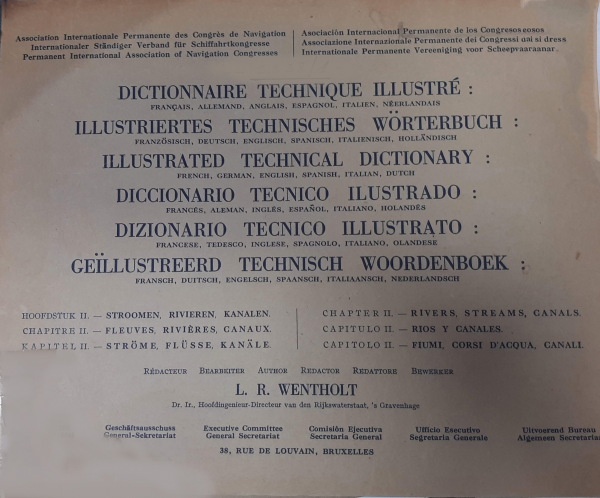 Association Internationale Permanente des Congrès de Navigation
Internationaler Ständiger Verband für Schiffahrtkongresse
Permanent International Association of Navigation Congresses
Asociación Internacional Permanente de los Congresos
Associazione Internazionale Permanente dei Congressi
Internationale Permanente Vereeniging voor
DICTIONNAIRE TECHNIQUE ILLUSTRÉ :
FRANÇAIS, ALLEMAND, ANGLAIS, ESPAGNOL, ITALIEN, NÉERLANDAIS
ILLUSTRIERTES TECHNISCHES WÖRTERBUCH :
FRANZÖSISCH, DEUTSCH, ENGLISCH, SPANISCH, ITALIENISCH, HOLLÄNDISCH
ILLUSTRATED TECHNICAL DICTIONARY :
FRENCH, GERMAN, ENGLISH, SPANISH, ITALIAN, DUTCH
DICCIONARIO TECNICO ILUSTRADO :
FRANCÉS, ALEMAN, INGLÉS, ESPAÑOL, ITALIANO, HOLANDÉS
DIZIONARIO TECNICO ILLUSTRATO :
FRANCESE, TEDESCO, INGLESE, SPAGNOLO, ITALIANO, OLANDESE
GEÏLLUSTREERD TECHNISCH WOORDENBOEK :
FRANSCH, DUITSCH, ENGELSCH, SPAANSCH, ITALIAANSCH, NEDERLANDSCH
HOOFDSTUK II. — STROOMEN, RIVIEREN, KANALEN.
CHAPITRE II. — FLEUVES, RIVIÈRES, CANAUX.
KAPITEL II. — STRÖME, FLÜSSE, KANÄLE.
CHAPTER II. — RIVERS, STREAMS, CANALS.
CAPITULO II. — RIOS Y CANALES.
CAPITOLO II. — FIUMI, CORSI D'ACQUA, CANALI.
RÉDACTEUR BEARBEITER AUTHOR REDACTOR REDATTORE BEWERKER
L. R. WENTHOLT
Dr. Ir., Hoofdingenieur-Directeur van den Rijkswaterstaat, 's Gravenhage
Geschäftsausschuss
General-Sekretariat
Executive Committee
General Secretariat
Comisión Ejecutiva
Secretaria General
Ufficio Esecutivo
Segretaria Generale
Uitvoerend Bureau
Algemeen Secretaria
38, RUE DE LOUVAIN, BRUXELLES